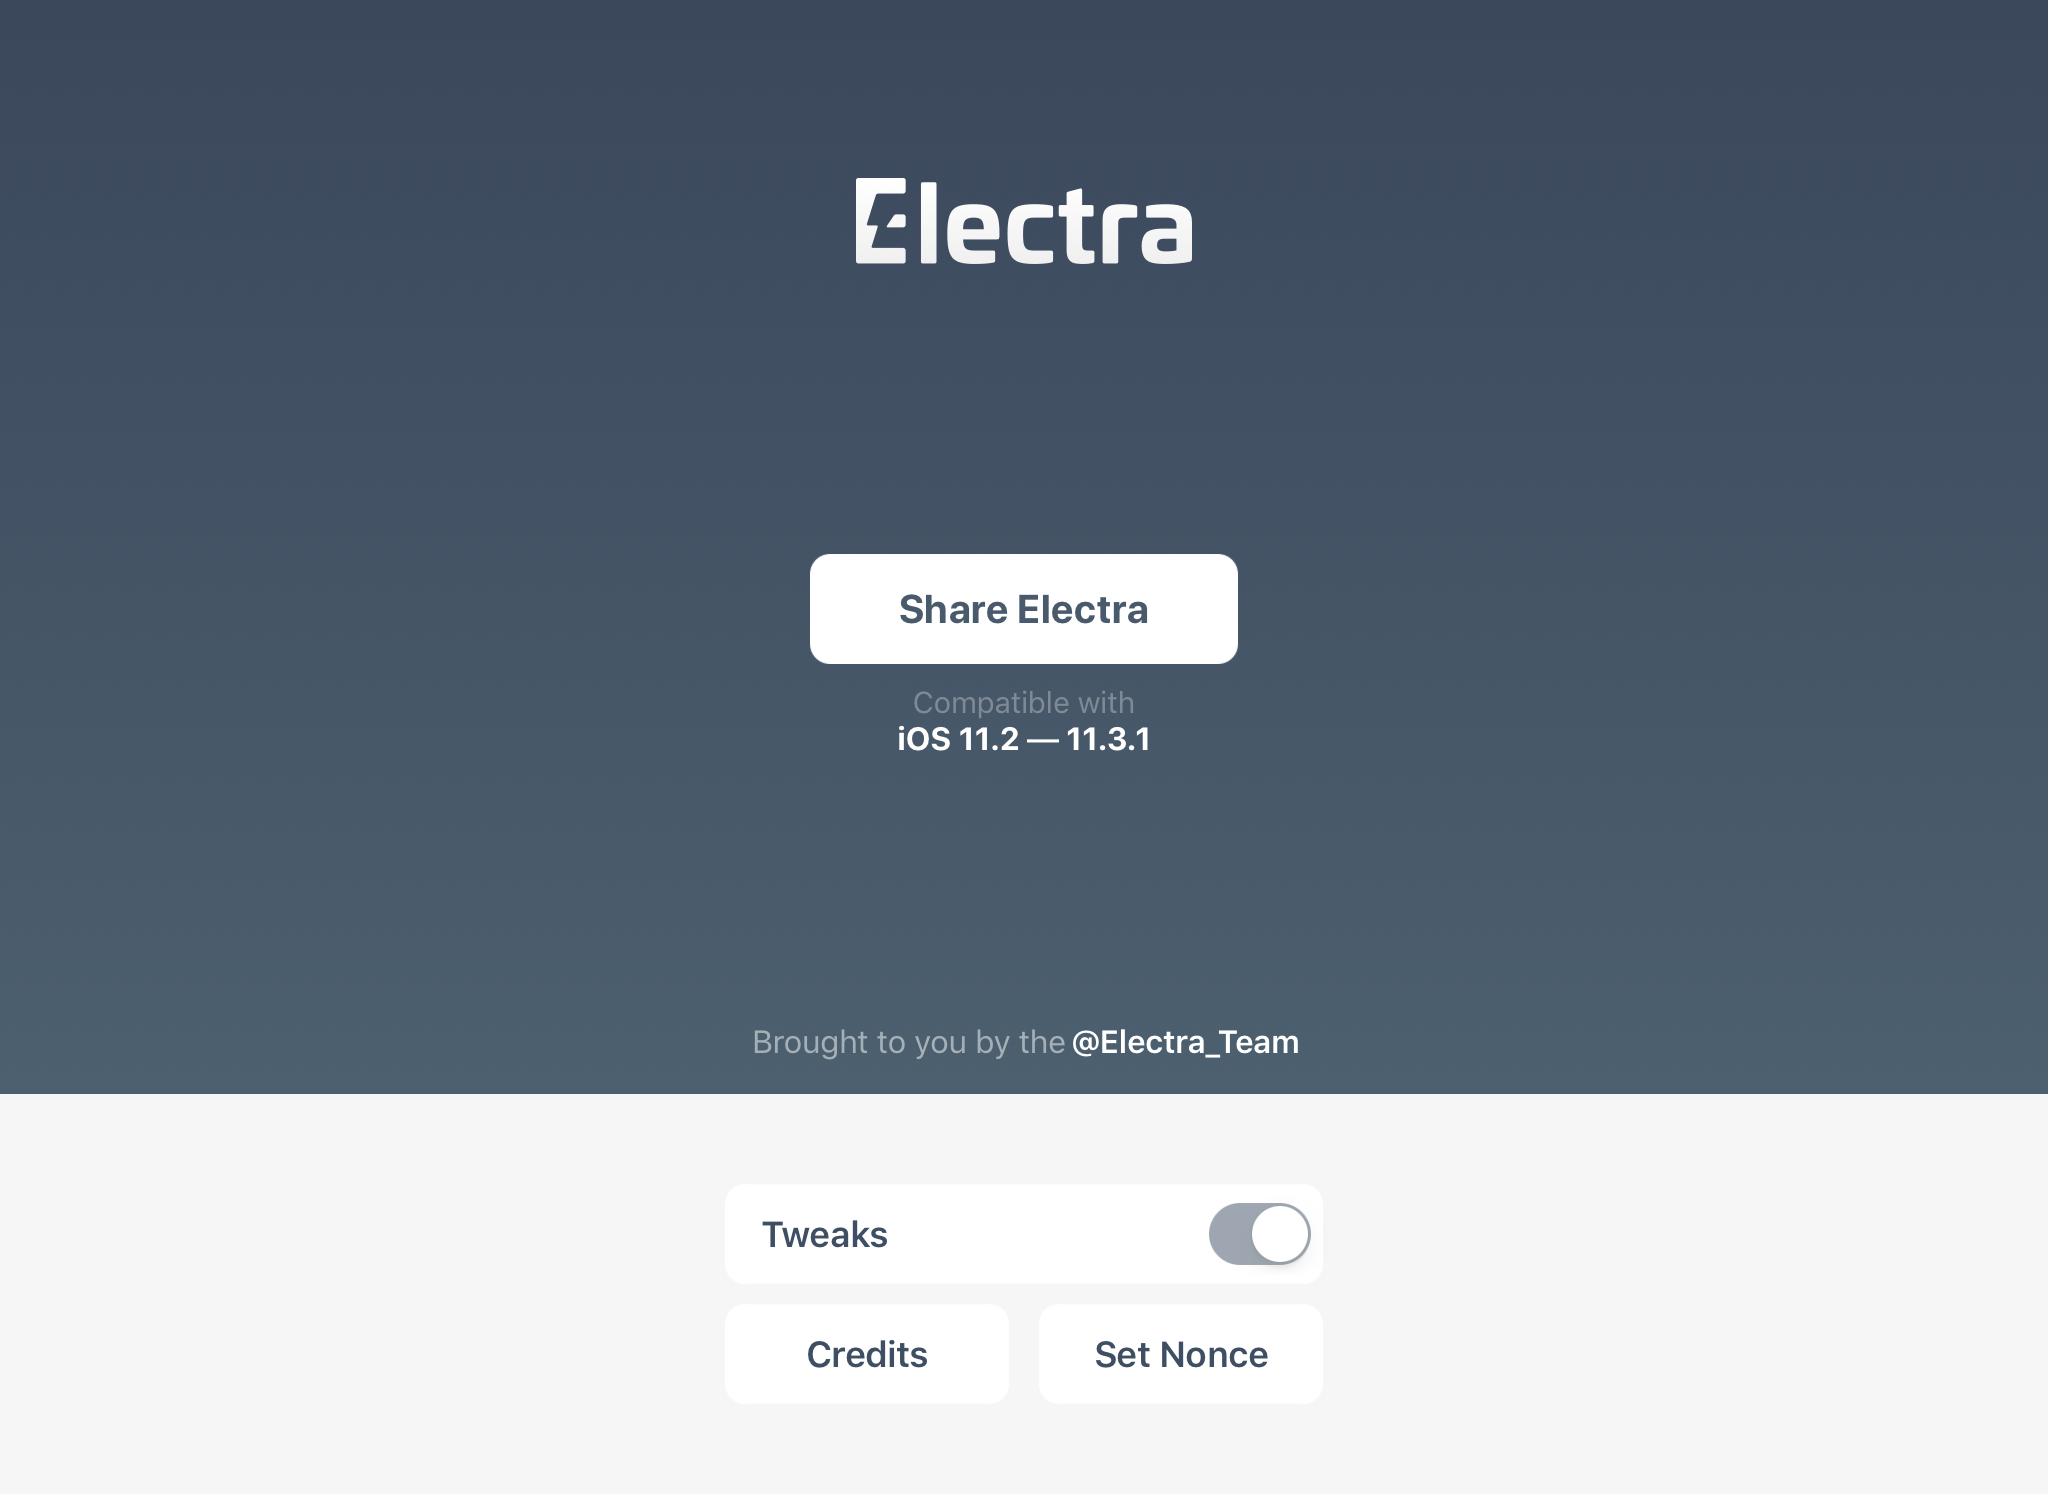 Electra
Share Electra
Compatible with
iOS 11.2 — 11.3.1
Brought to you by the @Electra_Team
Tweaks
Credits
Set Nonce